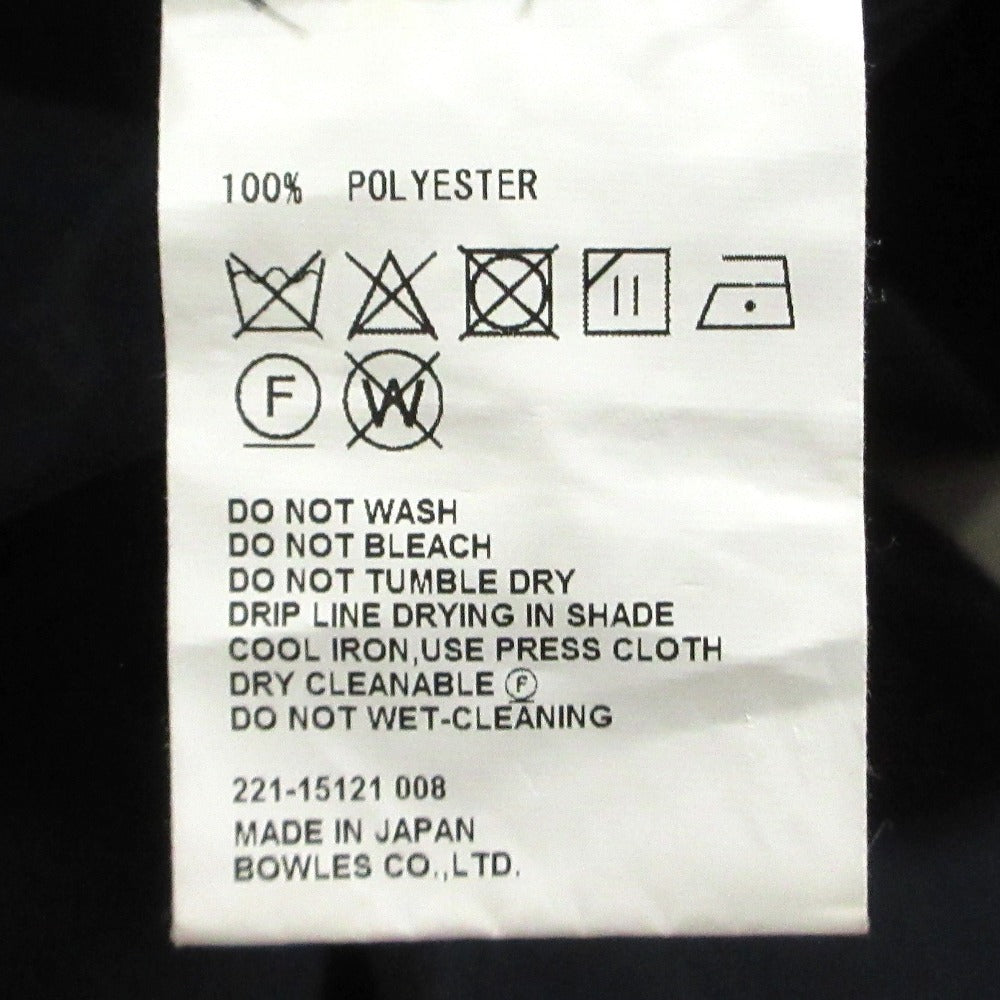 100% POLYESTER
F W
DO NOT WASH
DO NOT BLEACH
DO NOT TUMBLE DRY
DRIP LINE DRYING IN SHADE
COOL IRON,USE PRESS CLOTH
DRY CLEANABLE Ⓕ
DO NOT WET-CLEANING
221-15121 008
MADE IN JAPAN
BOWLES CO.,LTD.